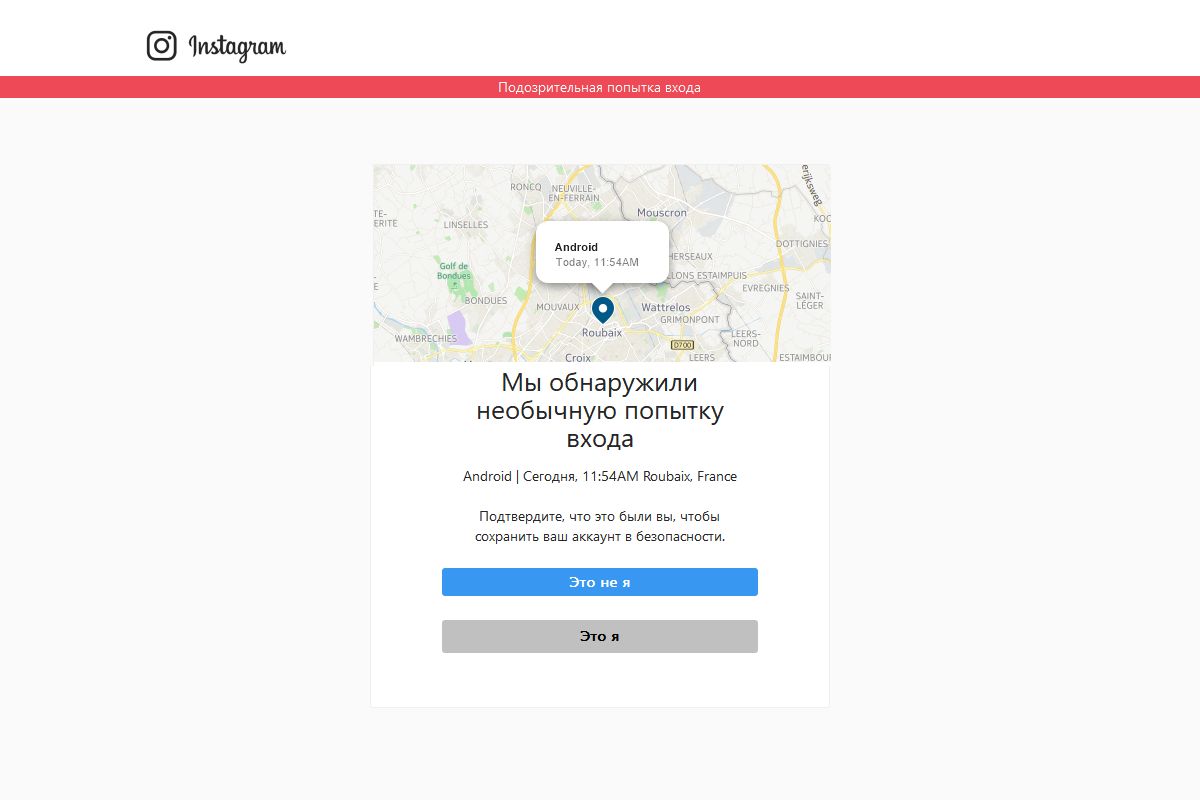 Instagram
Подозрительная попытка входа
erijksweg
RONCQ
NEUVILLE-
EN-FERRAIN
Mouscron
TE-
ERITE
LINSELLES
KOO
Android
Today, 11:54AM
DOTTIGNIES
HERSEAUX
Golf de
Bondues
LLONS ESTAIMPUIS
EVREGNIES
SAINT-
LÉGER
BONDUES
MOUVAUX
Wattrelos
GRIMONPONT
Roubaix
LEERS-
NORD
WAMBRECHIES
D700
Croix
LEERS
ESTAIMBOU
Мы обнаружили
необычную попытку
входа
Android | Сегодня, 11:54AM Roubaix, France
Подтвердите, что это были вы, чтобы
сохранить ваш аккаунт в безопасности.
Это не я
Это я